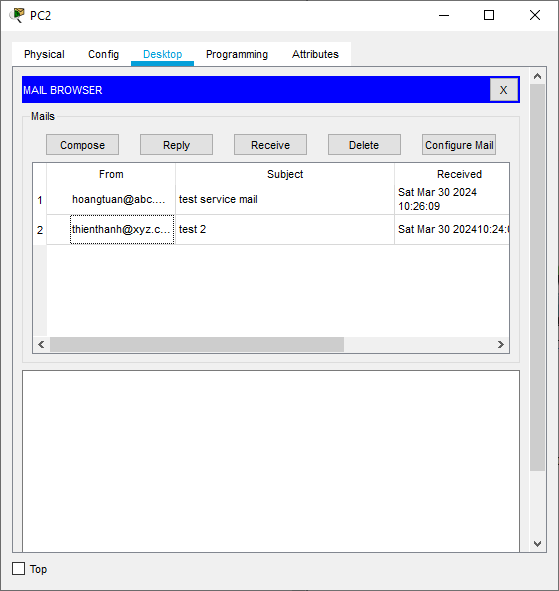 PC2
Physical Config Desktop Programming Attributes
MAIL BROWSER X
Mails
Compose Reply Receive Delete Configure Mail
From Subject Received
1 hoangtuan@abc.... test service mail Sat Mar 30 2024
10:26:09
2 thienthanh@xyz.c... test 2 Sat Mar 30 202410:24:0
Top